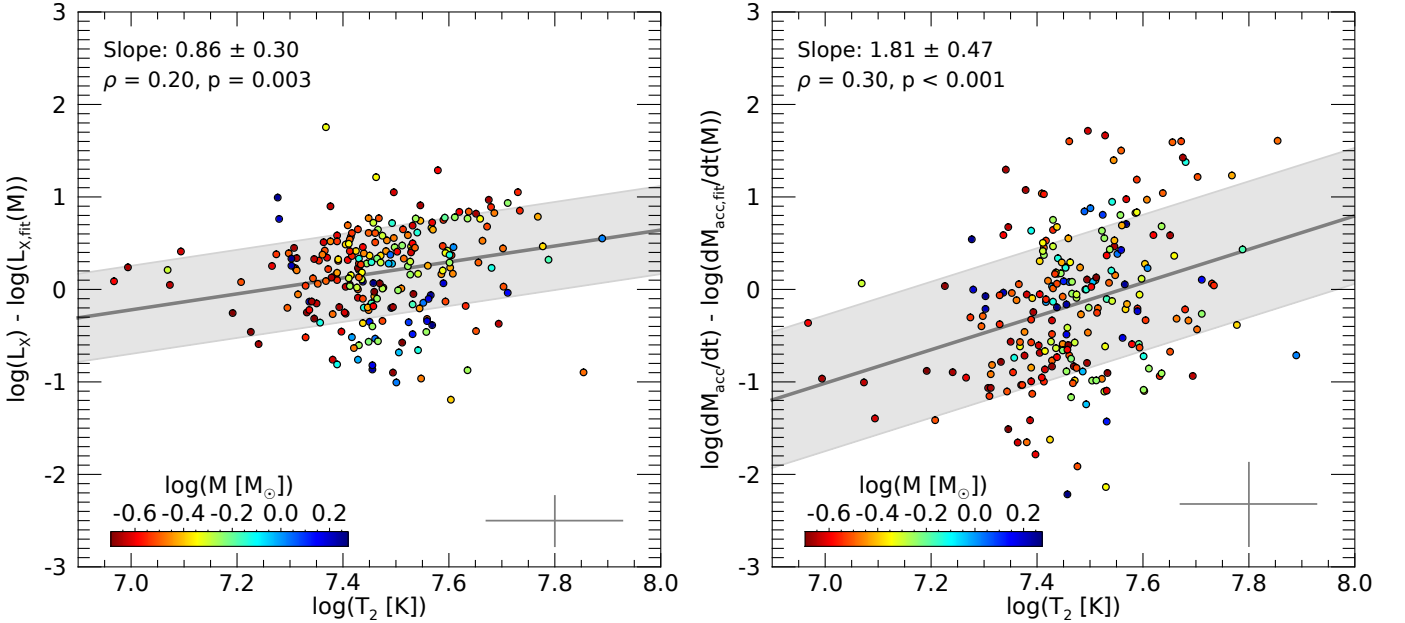 log(L_X) - log(L_X,fit(M))
3
2
1
0
-1
-2
-3
Slope: 0.86 ± 0.30
ρ = 0.20, p = 0.003
log(M [M☉])
-0.6 -0.4 -0.2 0.0 0.2
7.0 7.2 7.4 7.6 7.8 8.0
log(T₂ [K])
log(dM_acc/dt) - log(dM_acc,fit/dt(M))
3
2
1
0
-1
-2
-3
Slope: 1.81 ± 0.47
ρ = 0.30, p < 0.001
log(M [M☉])
-0.6 -0.4 -0.2 0.0 0.2
7.0 7.2 7.4 7.6 7.8 8.0
log(T₂ [K])